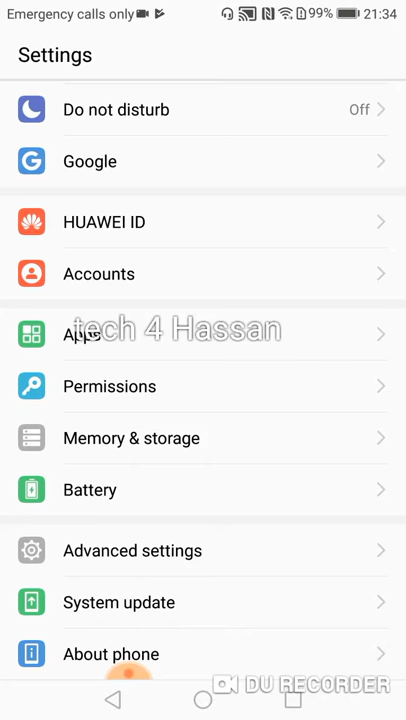 Emergency calls only 99% 21:34
Settings
Do not disturb Off
Google
HUAWEI ID
Accounts
Apps
tech 4 Hassan
Permissions
Memory & storage
Battery
Advanced settings
System update
About phone
DU RECORDER